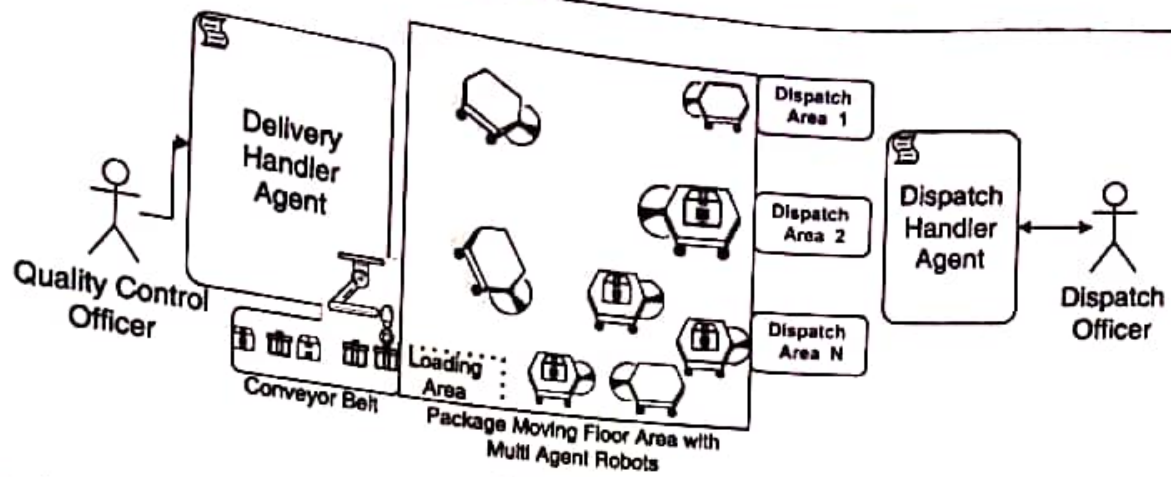 Delivery
Handler
Agent
Quality Control
Officer
Conveyor Belt
Loading
Area
Package Moving Floor Area with
Multi Agent Robots
Dispatch
Area 1
Dispatch
Area 2
Dispatch
Area N
Dispatch
Handler
Agent
Dispatch
Officer